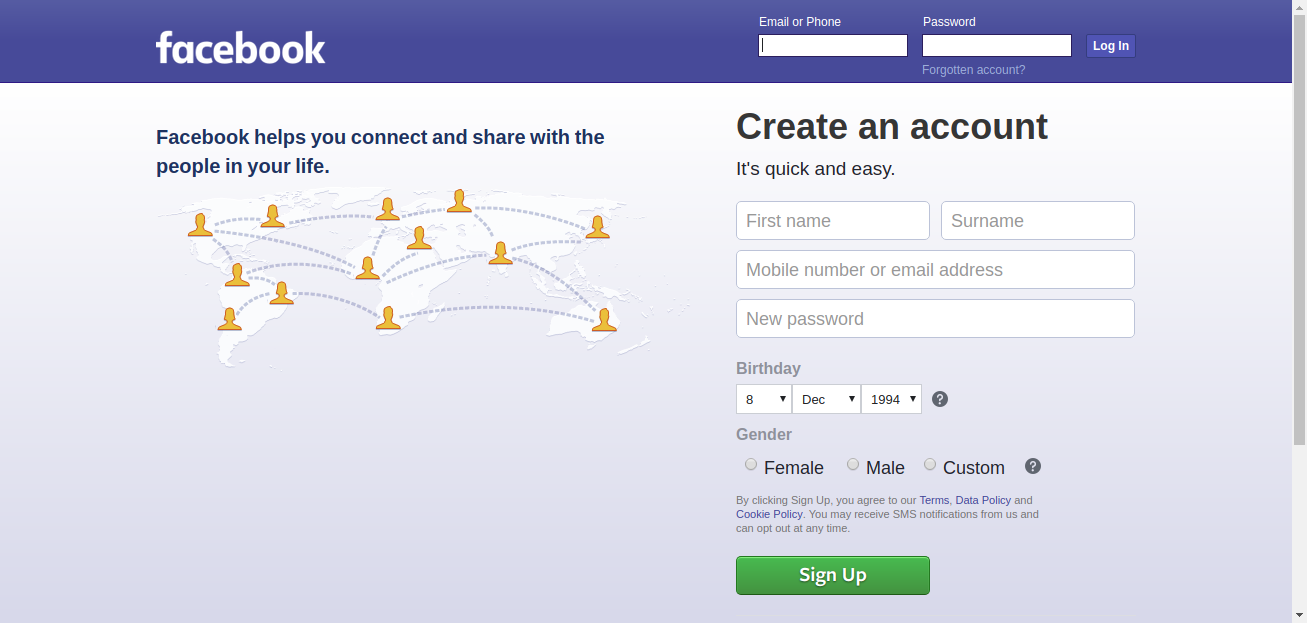 facebook
Email or Phone
Password
Log In
Forgotten account?
Facebook helps you connect and share with the
people in your life.
Create an account
It's quick and easy.
First name
Surname
Mobile number or email address
New password
Birthday
8
Dec
1994
?
Gender
Female
Male
Custom
?
By clicking Sign Up, you agree to our Terms, Data Policy and
Cookie Policy. You may receive SMS notifications from us and
can opt out at any time.
Sign Up